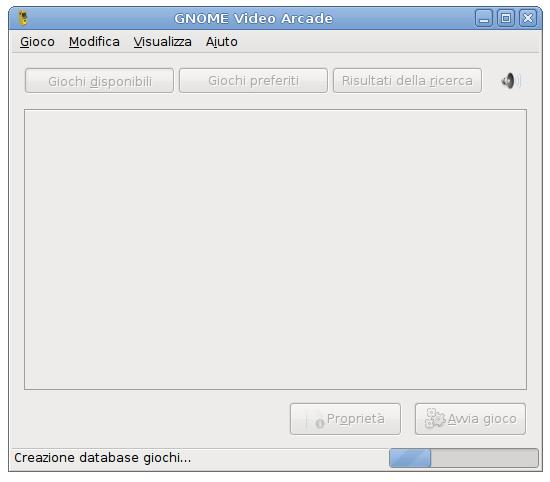 GNOME Video Arcade
Gioco Modifica Visualizza Aiuto
Giochi disponibili Giochi preferiti Risultati della ricerca
Proprietà Avvia gioco
Creazione database giochi...